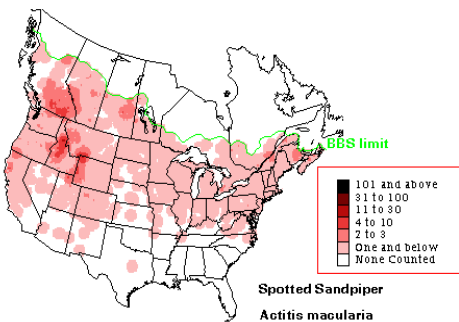 BBS limit
101 and above
31 to 100
11 to 30
4 to 10
2 to 3
One and below
None Counted
Spotted Sandpiper
Actitis macularia